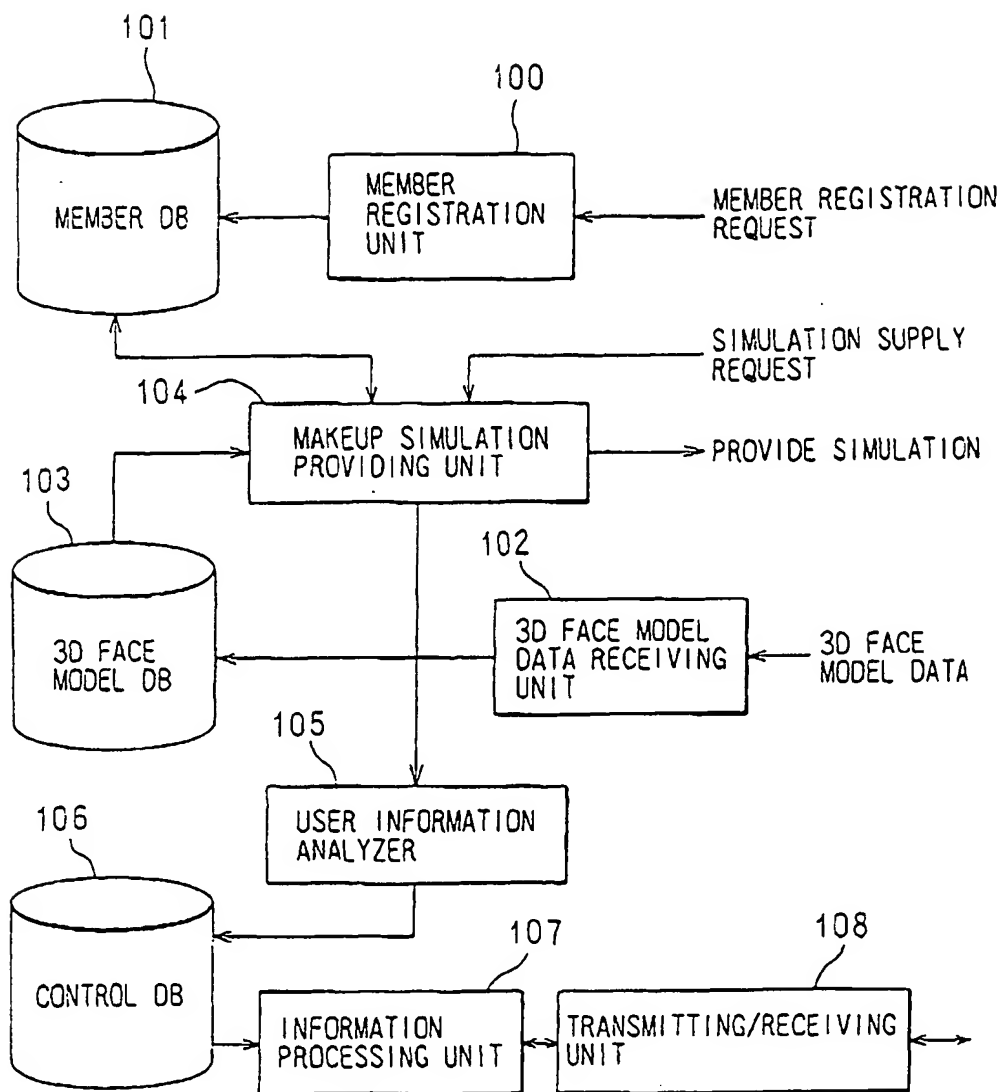 101
100
MEMBER DB
MEMBER
REGISTRATION
UNIT
MEMBER REGISTRATION
REQUEST
SIMULATION SUPPLY
REQUEST
104
MAKEUP SIMULATION
PROVIDING UNIT
PROVIDE SIMULATION
103
102
3D FACE
MODEL DB
3D FACE MODEL
DATA RECEIVING
UNIT
3D FACE
MODEL DATA
105
USER INFORMATION
ANALYZER
106
CONTROL DB
107
INFORMATION
PROCESSING UNIT
108
TRANSMITTING/RECEIVING
UNIT